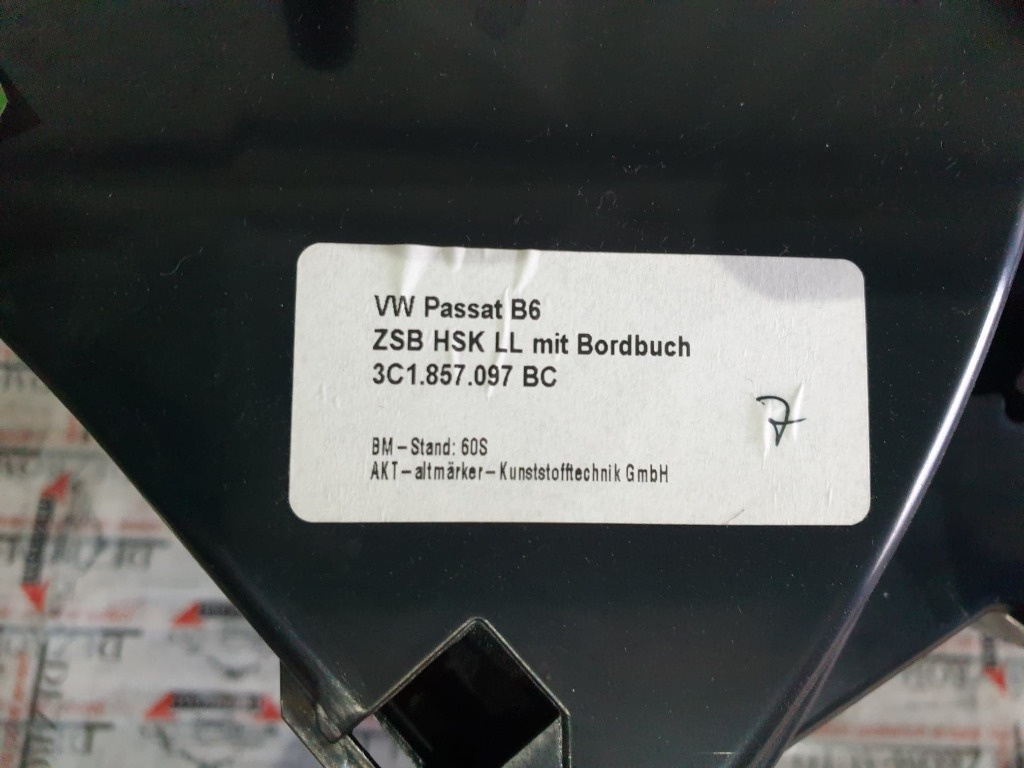 VW Passat B6
ZSB HSK LL mit Bordbuch
3C1.857.097 BC
7
BM-Stand: 60S
AKT-altmärker-Kunststofftechnik GmbH